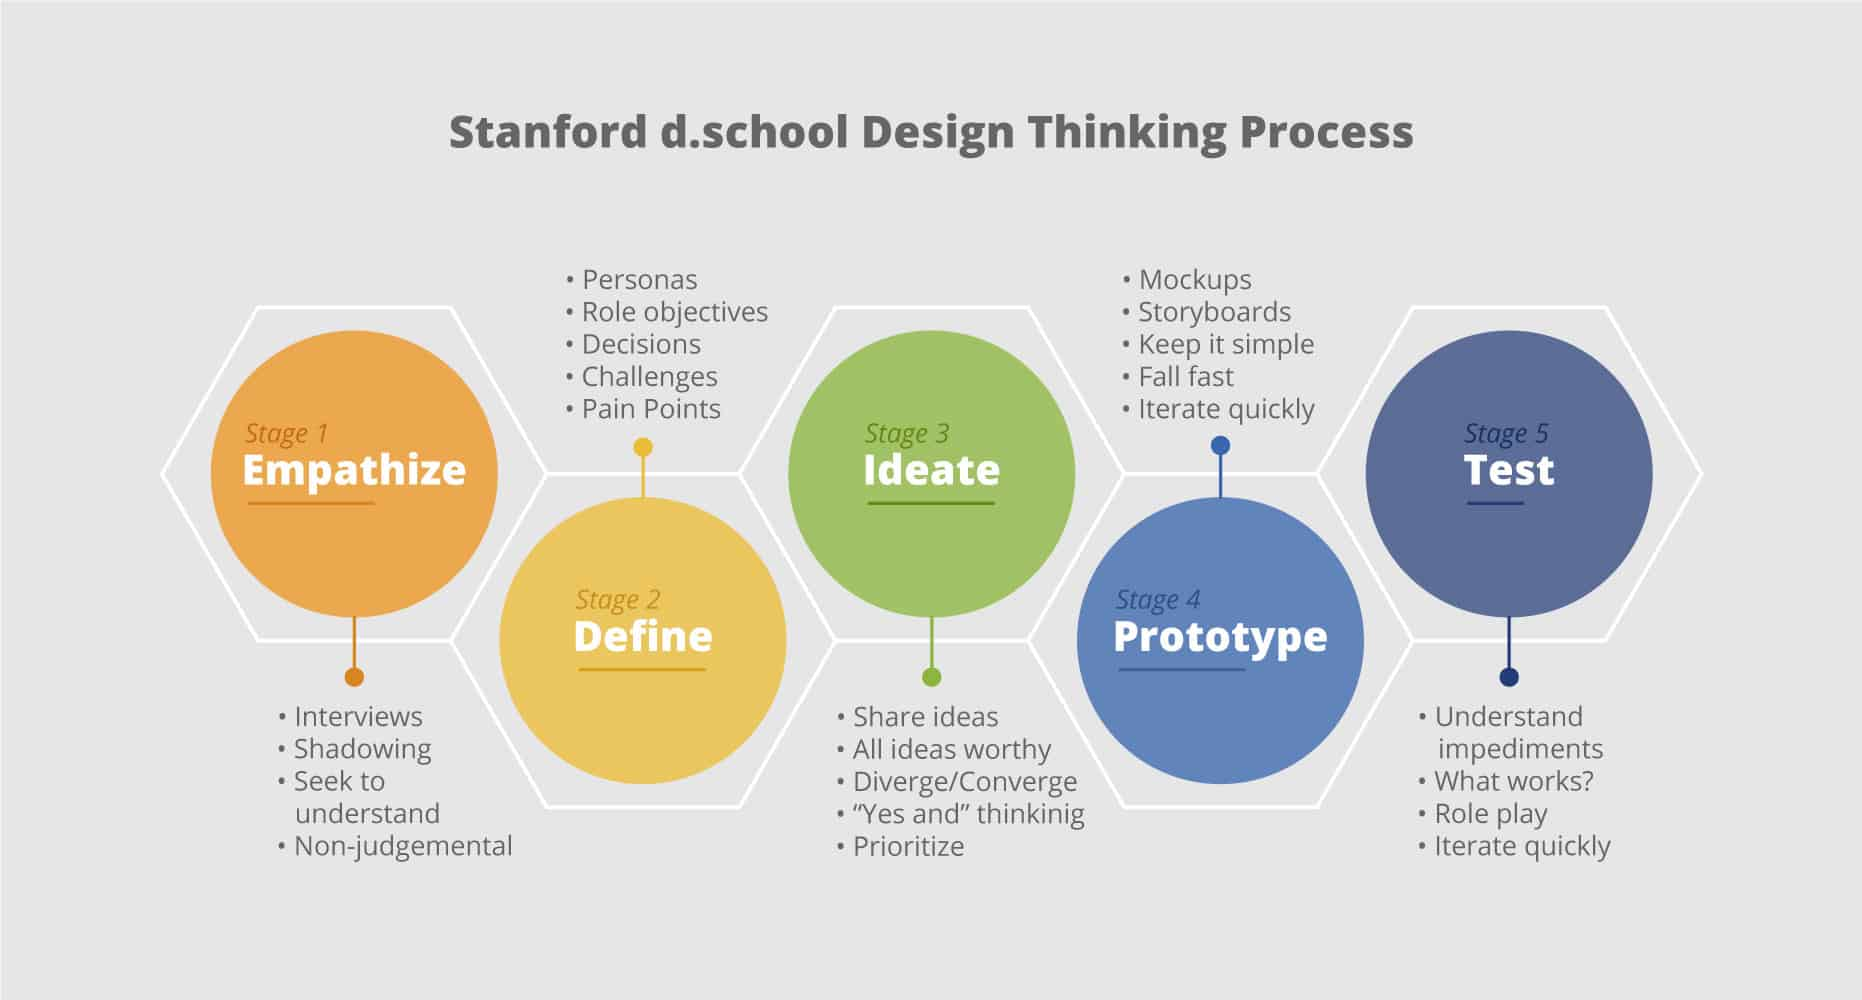 Stanford d.school Design Thinking Process
Stage 1
Empathize
• Interviews
• Shadowing
• Seek to
understand
• Non-judgemental
• Personas
• Role objectives
• Decisions
• Challenges
• Pain Points
Stage 2
Define
Stage 3
Ideate
• Share ideas
• All ideas worthy
• Diverge/Converge
• “Yes and” thinkinig
• Prioritize
• Mockups
• Storyboards
• Keep it simple
• Fall fast
• Iterate quickly
Stage 4
Prototype
Stage 5
Test
• Understand
impediments
• What works?
• Role play
• Iterate quickly